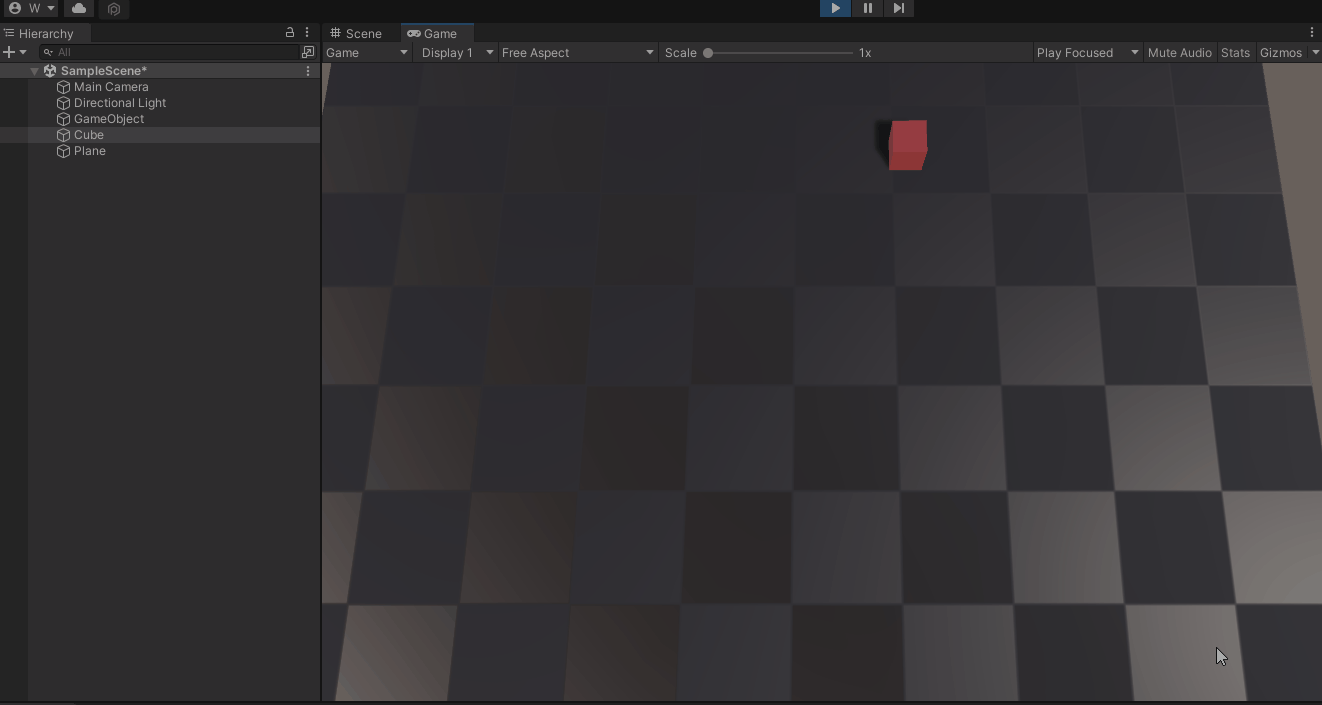 W
Hierarchy
Scene
Game
All
Game
Display 1
Free Aspect
Scale
1x
Play Focused
Mute Audio
Stats
Gizmos
SampleScene*
Main Camera
Directional Light
GameObject
Cube
Plane